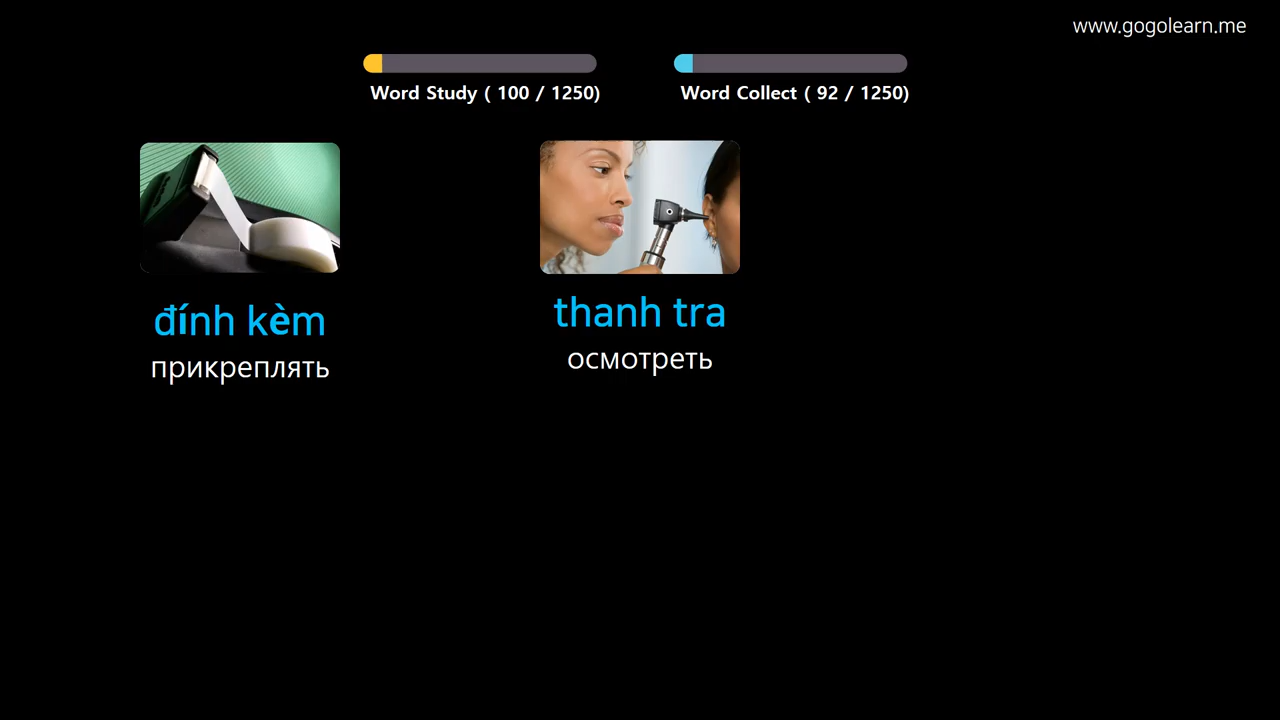 www.gogolearn.me
Word Study ( 100 / 1250)
Word Collect ( 92 / 1250)
đính kèm
прикреплять
thanh tra
осмотреть